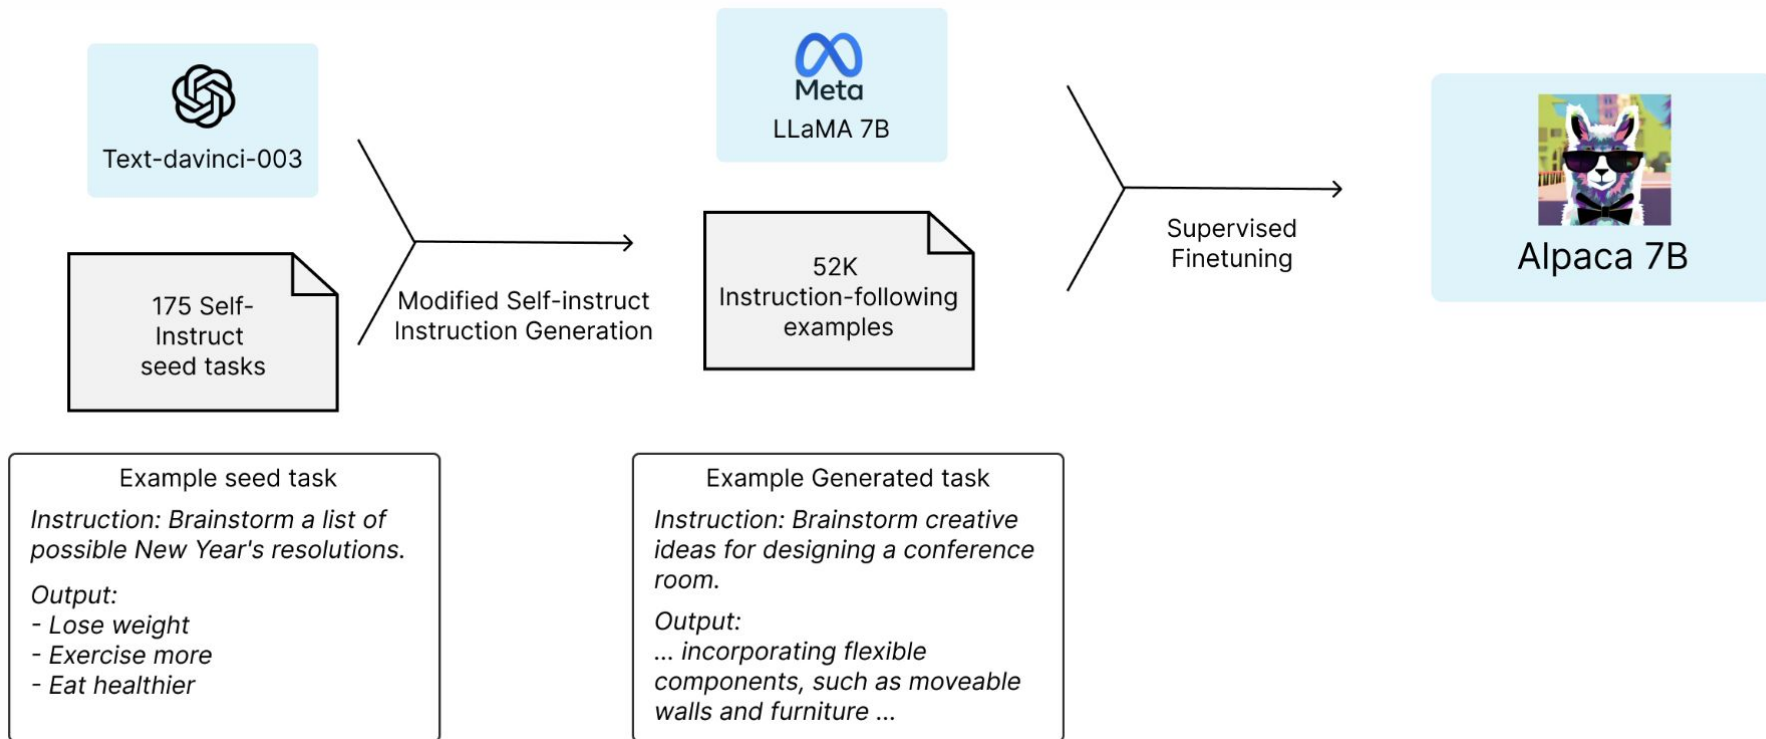 Text-davinci-003
175 Self-
Instruct
seed tasks
Modified Self-instruct
Instruction Generation
Meta
LLaMA 7B
52K
Instruction-following
examples
Supervised
Finetuning
Alpaca 7B
Example seed task
Instruction: Brainstorm a list of
possible New Year's resolutions.
Output:
- Lose weight
- Exercise more
- Eat healthier
Example Generated task
Instruction: Brainstorm creative
ideas for designing a conference
room.
Output:
... incorporating flexible
components, such as moveable
walls and furniture ...